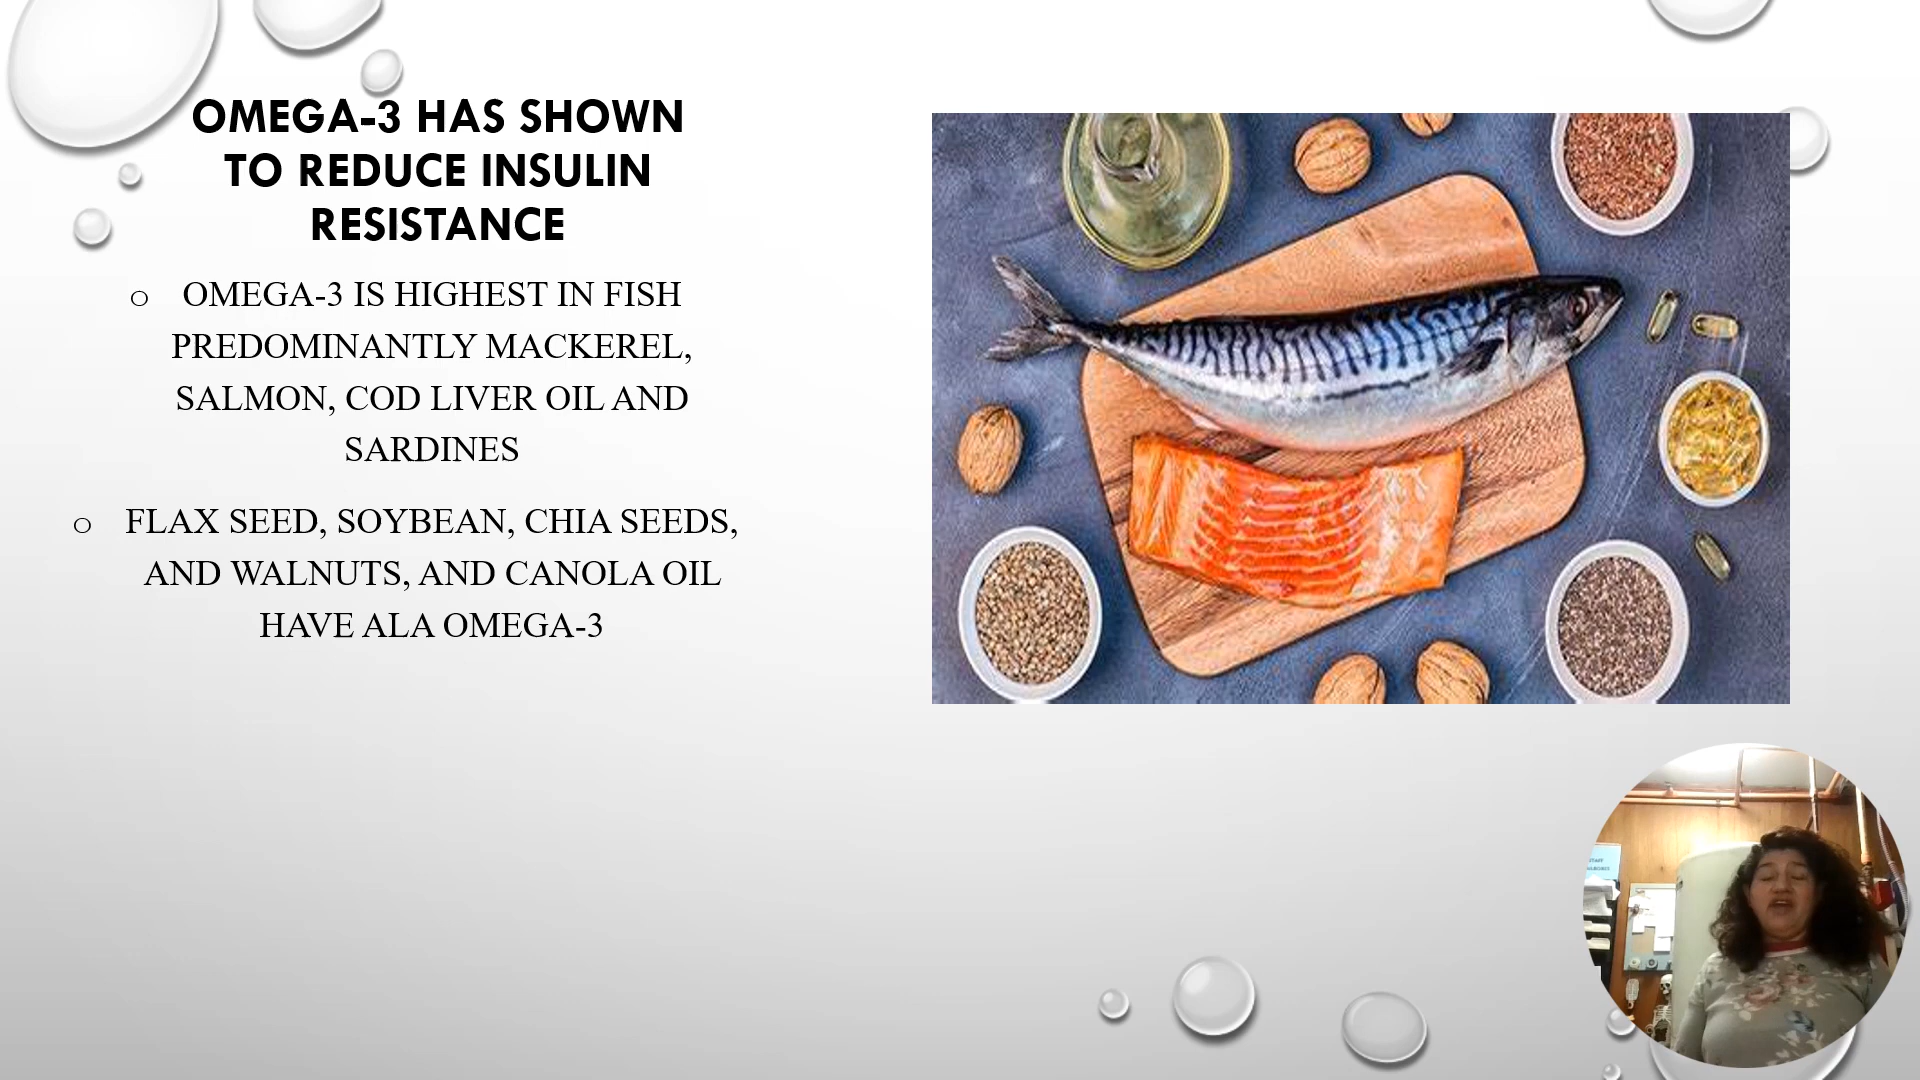 OMEGA-3 HAS SHOWN
TO REDUCE INSULIN
RESISTANCE
o OMEGA-3 IS HIGHEST IN FISH
PREDOMINANTLY MACKEREL,
SALMON, COD LIVER OIL AND
SARDINES
o FLAX SEED, SOYBEAN, CHIA SEEDS,
AND WALNUTS, AND CANOLA OIL
HAVE ALA OMEGA-3